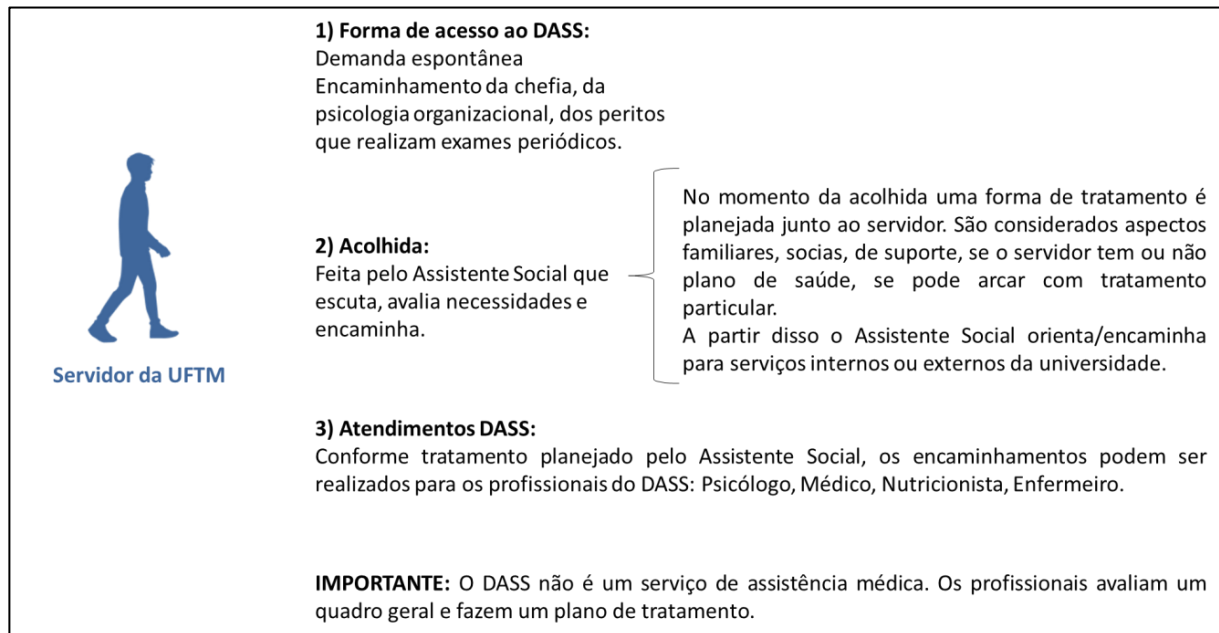 1) Forma de acesso ao DASS:
Demanda espontânea
Encaminhamento da chefia, da
psicologia organizacional, dos peritos
que realizam exames periódicos.
Servidor da UFTM
2) Acolhida:
Feita pelo Assistente Social que
escuta, avalia necessidades e
encaminha.
No momento da acolhida uma forma de tratamento é
planejada junto ao servidor. São considerados aspectos
familiares, socias, de suporte, se o servidor tem ou não
plano de saúde, se pode arcar com tratamento
particular.
A partir disso o Assistente Social orienta/encaminha
para serviços internos ou externos da universidade.
3) Atendimentos DASS:
Conforme tratamento planejado pelo Assistente Social, os encaminhamentos podem ser
realizados para os profissionais do DASS: Psicólogo, Médico, Nutricionista, Enfermeiro.
IMPORTANTE: O DASS não é um serviço de assistência médica. Os profissionais avaliam um
quadro geral e fazem um plano de tratamento.